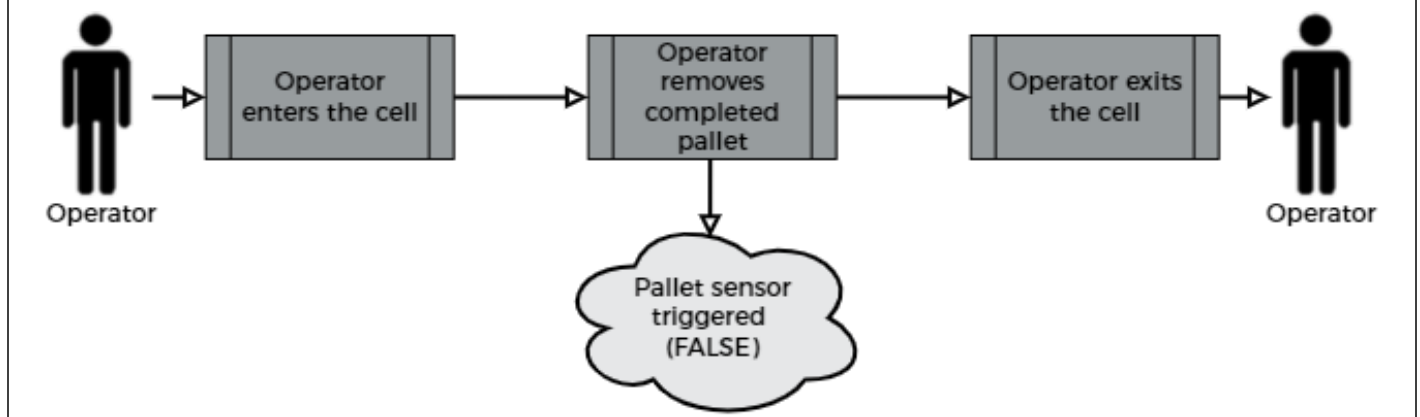 Operator
Operator
enters the cell
Operator
removes
completed
pallet
Operator exits
the cell
Operator
Pallet sensor
triggered
(FALSE)